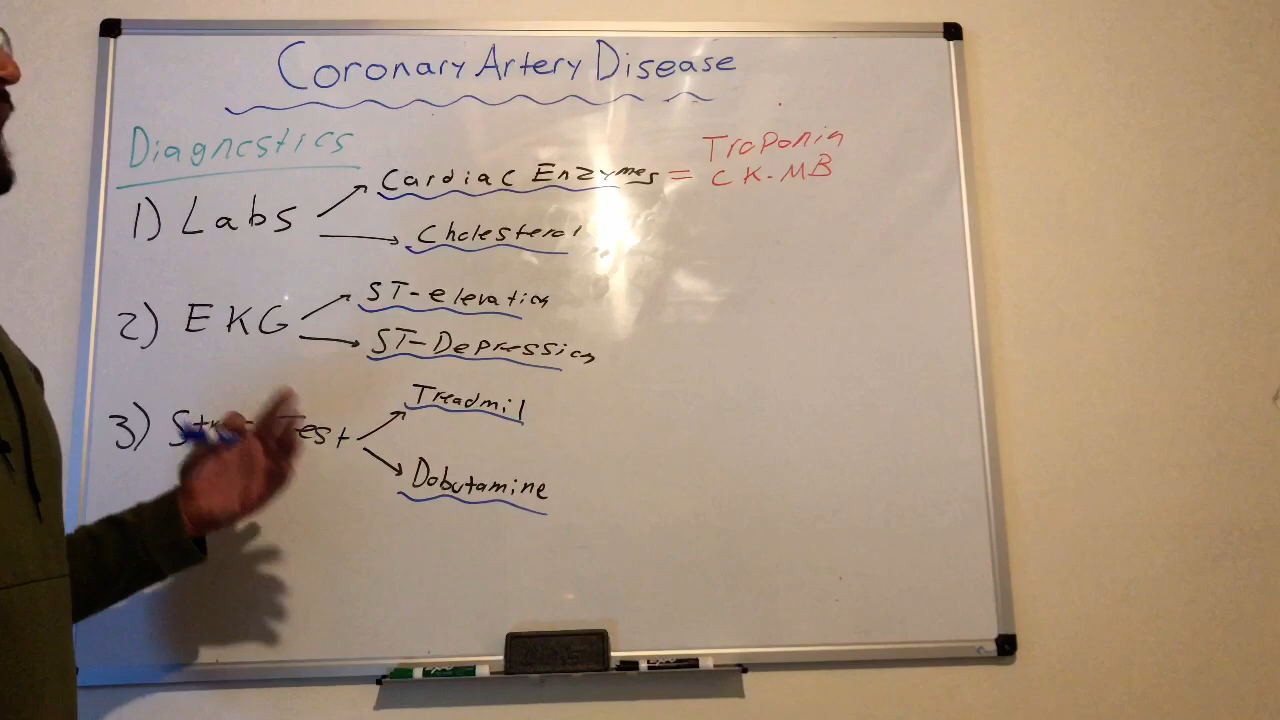 Coronary Artery Disease
Diagnostics
1) Labs
Cardiac Enzymes = Troponin
CK-MB
Cholesterol
2) EKG
ST-elevation
ST-Depression
3) Test
Treadmil
Dobutamine